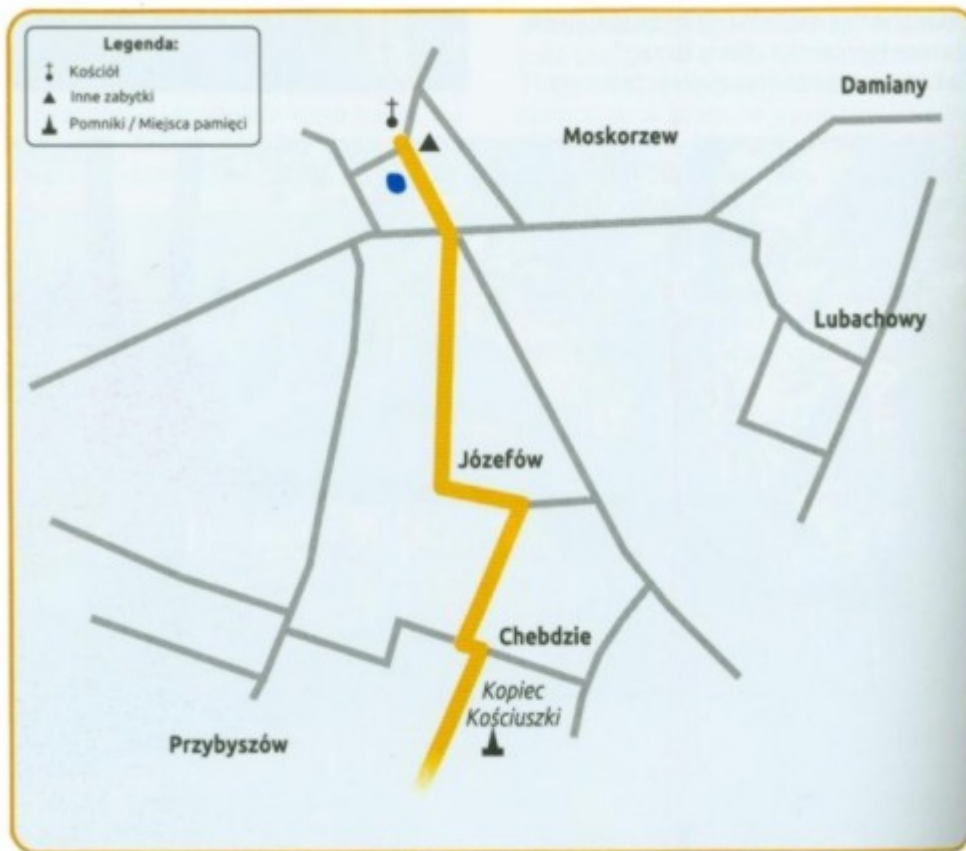 Legenda:
Kościół
Inne zabytki
Pomniki / Miejsca pamięci
Damiany
Moskorzew
Lubachowy
Józefów
Chebdzie
Kopiec
Kościuszki
Przybyszów